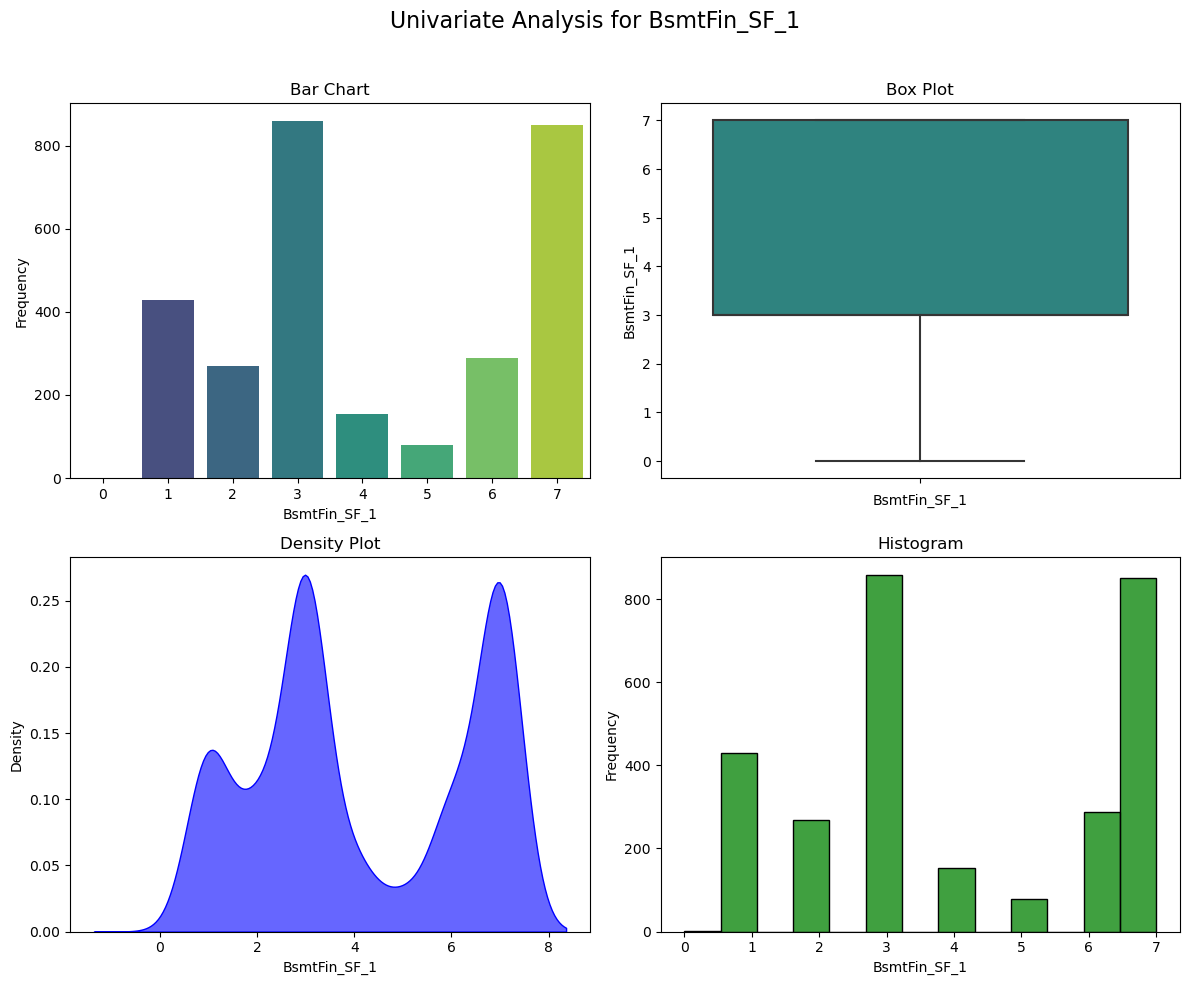 Univariate Analysis for BsmtFin_SF_1
Bar Chart
800
600
400
200
0
Frequency
0 1 2 3 4 5 6 7
BsmtFin_SF_1
Box Plot
7
6
5
4
3
2
1
0
BsmtFin_SF_1
BsmtFin_SF_1
Density Plot
0.25
0.20
0.15
0.10
0.05
0.00
Density
0 2 4 6 8
BsmtFin_SF_1
Histogram
800
600
400
200
0
Frequency
0 1 2 3 4 5 6 7
BsmtFin_SF_1